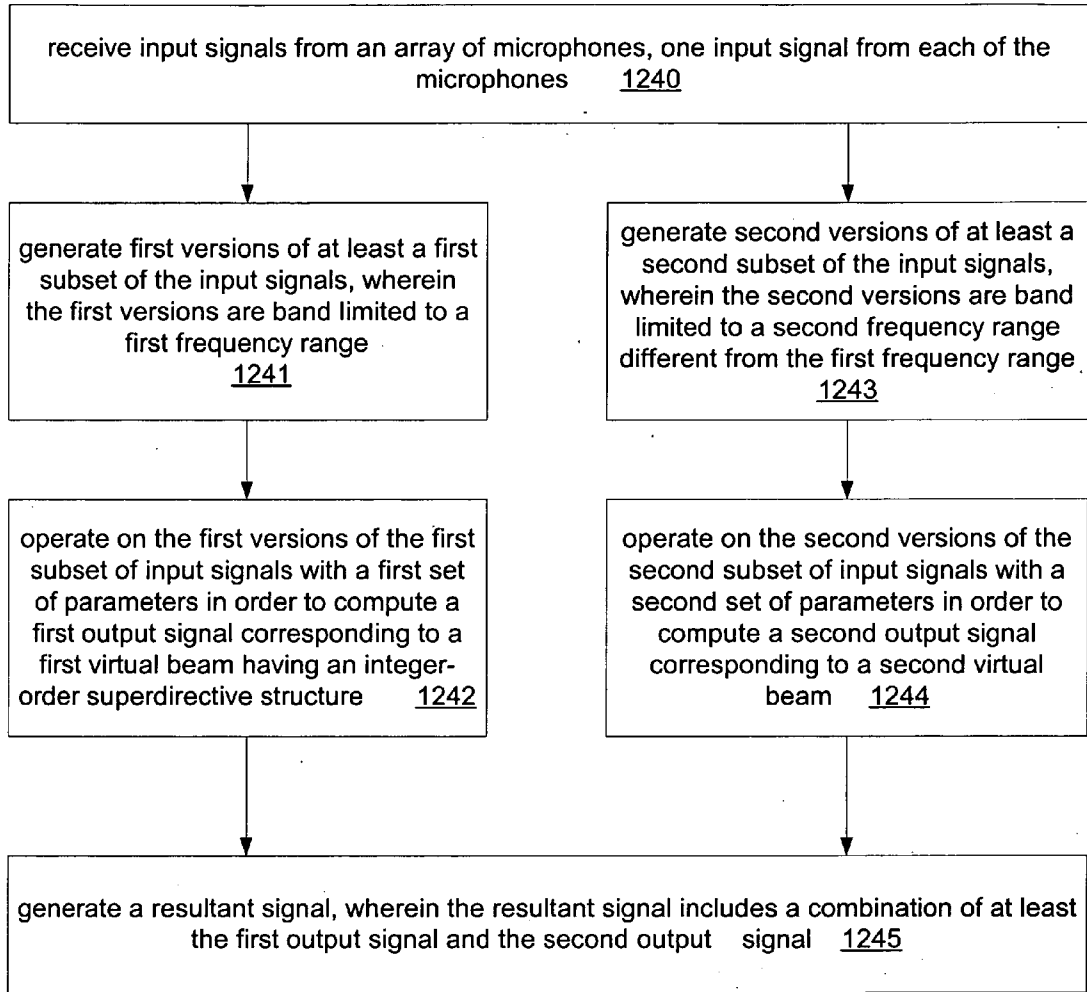 receive input signals from an array of microphones, one input signal from each of the
microphones 1240
generate first versions of at least a first
subset of the input signals, wherein
the first versions are band limited to a
first frequency range
1241
generate second versions of at least a
second subset of the input signals,
wherein the second versions are band
limited to a second frequency range
different from the first frequency range
1243
operate on the first versions of the first
subset of input signals with a first set
of parameters in order to compute a
first output signal corresponding to a
first virtual beam having an integer-
order superdirective structure 1242
operate on the second versions of the
second subset of input signals with a
second set of parameters in order to
compute a second output signal
corresponding to a second virtual
beam 1244
generate a resultant signal, wherein the resultant signal includes a combination of at least
the first output signal and the second output signal 1245